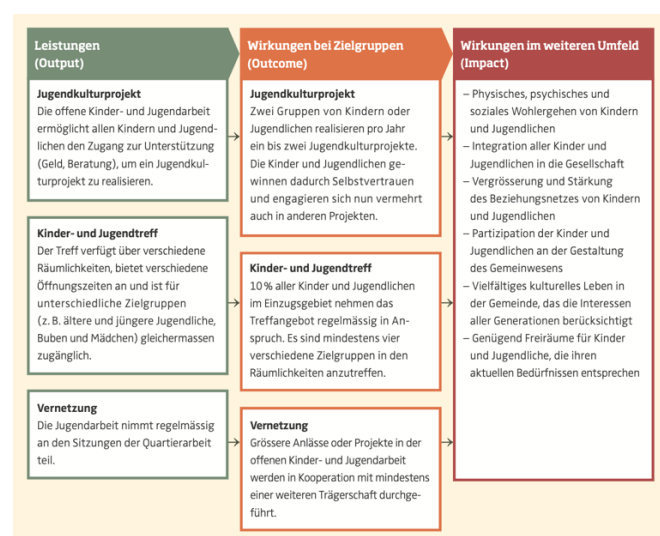 Leistungen
(Output)
Jugendkulturprojekt
Die offene Kinder- und Jugendarbeit
ermöglicht allen Kindern und Jugend-
lichen den Zugang zur Unterstützung
(Geld, Beratung), um ein Jugendkul-
turprojekt zu realisieren.
Kinder- und Jugendtreff
Der Treff verfügt über verschiedene
Räumlichkeiten, bietet verschiedene
Öffnungszeiten an und ist für
unterschiedliche Zielgruppen
(z. B. ältere und jüngere Jugendliche,
Buben und Mädchen) gleichermassen
zugänglich.
Vernetzung
Die Jugendarbeit nimmt regelmässig
an den Sitzungen der Quartierarbeit
teil.
Wirkungen bei Zielgruppen
(Outcome)
Jugendkulturprojekt
Zwei Gruppen von Kindern oder
Jugendlichen realisieren pro Jahr
ein bis zwei Jugendkulturprojekte.
Die Kinder und Jugendlichen ge-
winnen dadurch Selbstvertrauen
und engagieren sich nun vermehrt
auch in anderen Projekten.
Kinder- und Jugendtreff
10 % aller Kinder und Jugendlichen
im Einzugsgebiet nehmen das
Treffangebot regelmässig in An-
spruch. Es sind mindestens vier
verschiedene Zielgruppen in den
Räumlichkeiten anzutreffen.
Vernetzung
Grössere Anlässe oder Projekte in der
offenen Kinder- und Jugendarbeit
werden in Kooperation mit mindestens
einer weiteren Trägerschaft durchge-
führt.
Wirkungen im weiteren Umfeld
(Impact)
– Physisches, psychisches und
soziales Wohlergehen von Kindern
und Jugendlichen
– Integration aller Kinder und
Jugendlichen in die Gesellschaft
– Vergrösserung und Stärkung
des Beziehungsnetzes von Kindern
und Jugendlichen
– Partizipation der Kinder und
Jugendlichen an der Gestaltung
des Gemeinwesens
– Vielfältiges kulturelles Leben in
der Gemeinde, das die Interessen
aller Generationen berücksichtigt
– Genügend Freiräume für Kinder
und Jugendliche, die ihren
aktuellen Bedürfnissen entsprechen